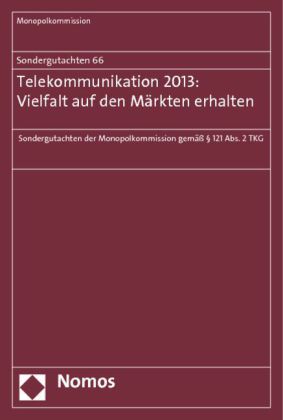 Monopolkommission
Sondergutachten 66
Telekommunikation 2013:
Vielfalt auf den Märkten erhalten
Sondergutachten der Monopolkommission gemäß § 121 Abs. 2 TKG
Nomos